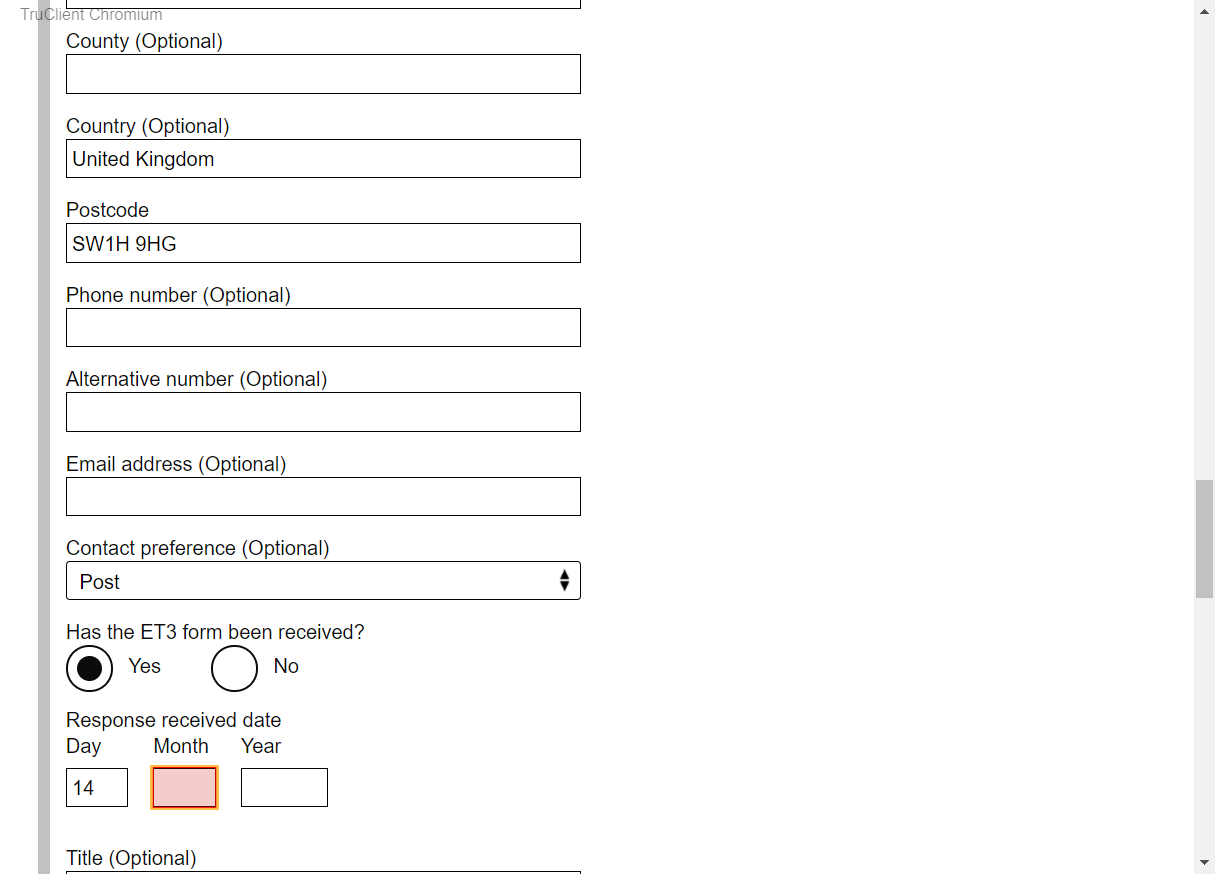 TruClient Chromium
County (Optional)
Country (Optional)
United Kingdom
Postcode
SW1H 9HG
Phone number (Optional)
Alternative number (Optional)
Email address (Optional)
Contact preference (Optional)
Post
Has the ET3 form been received?
Yes No
Response received date
Day Month Year
14
Title (Optional)